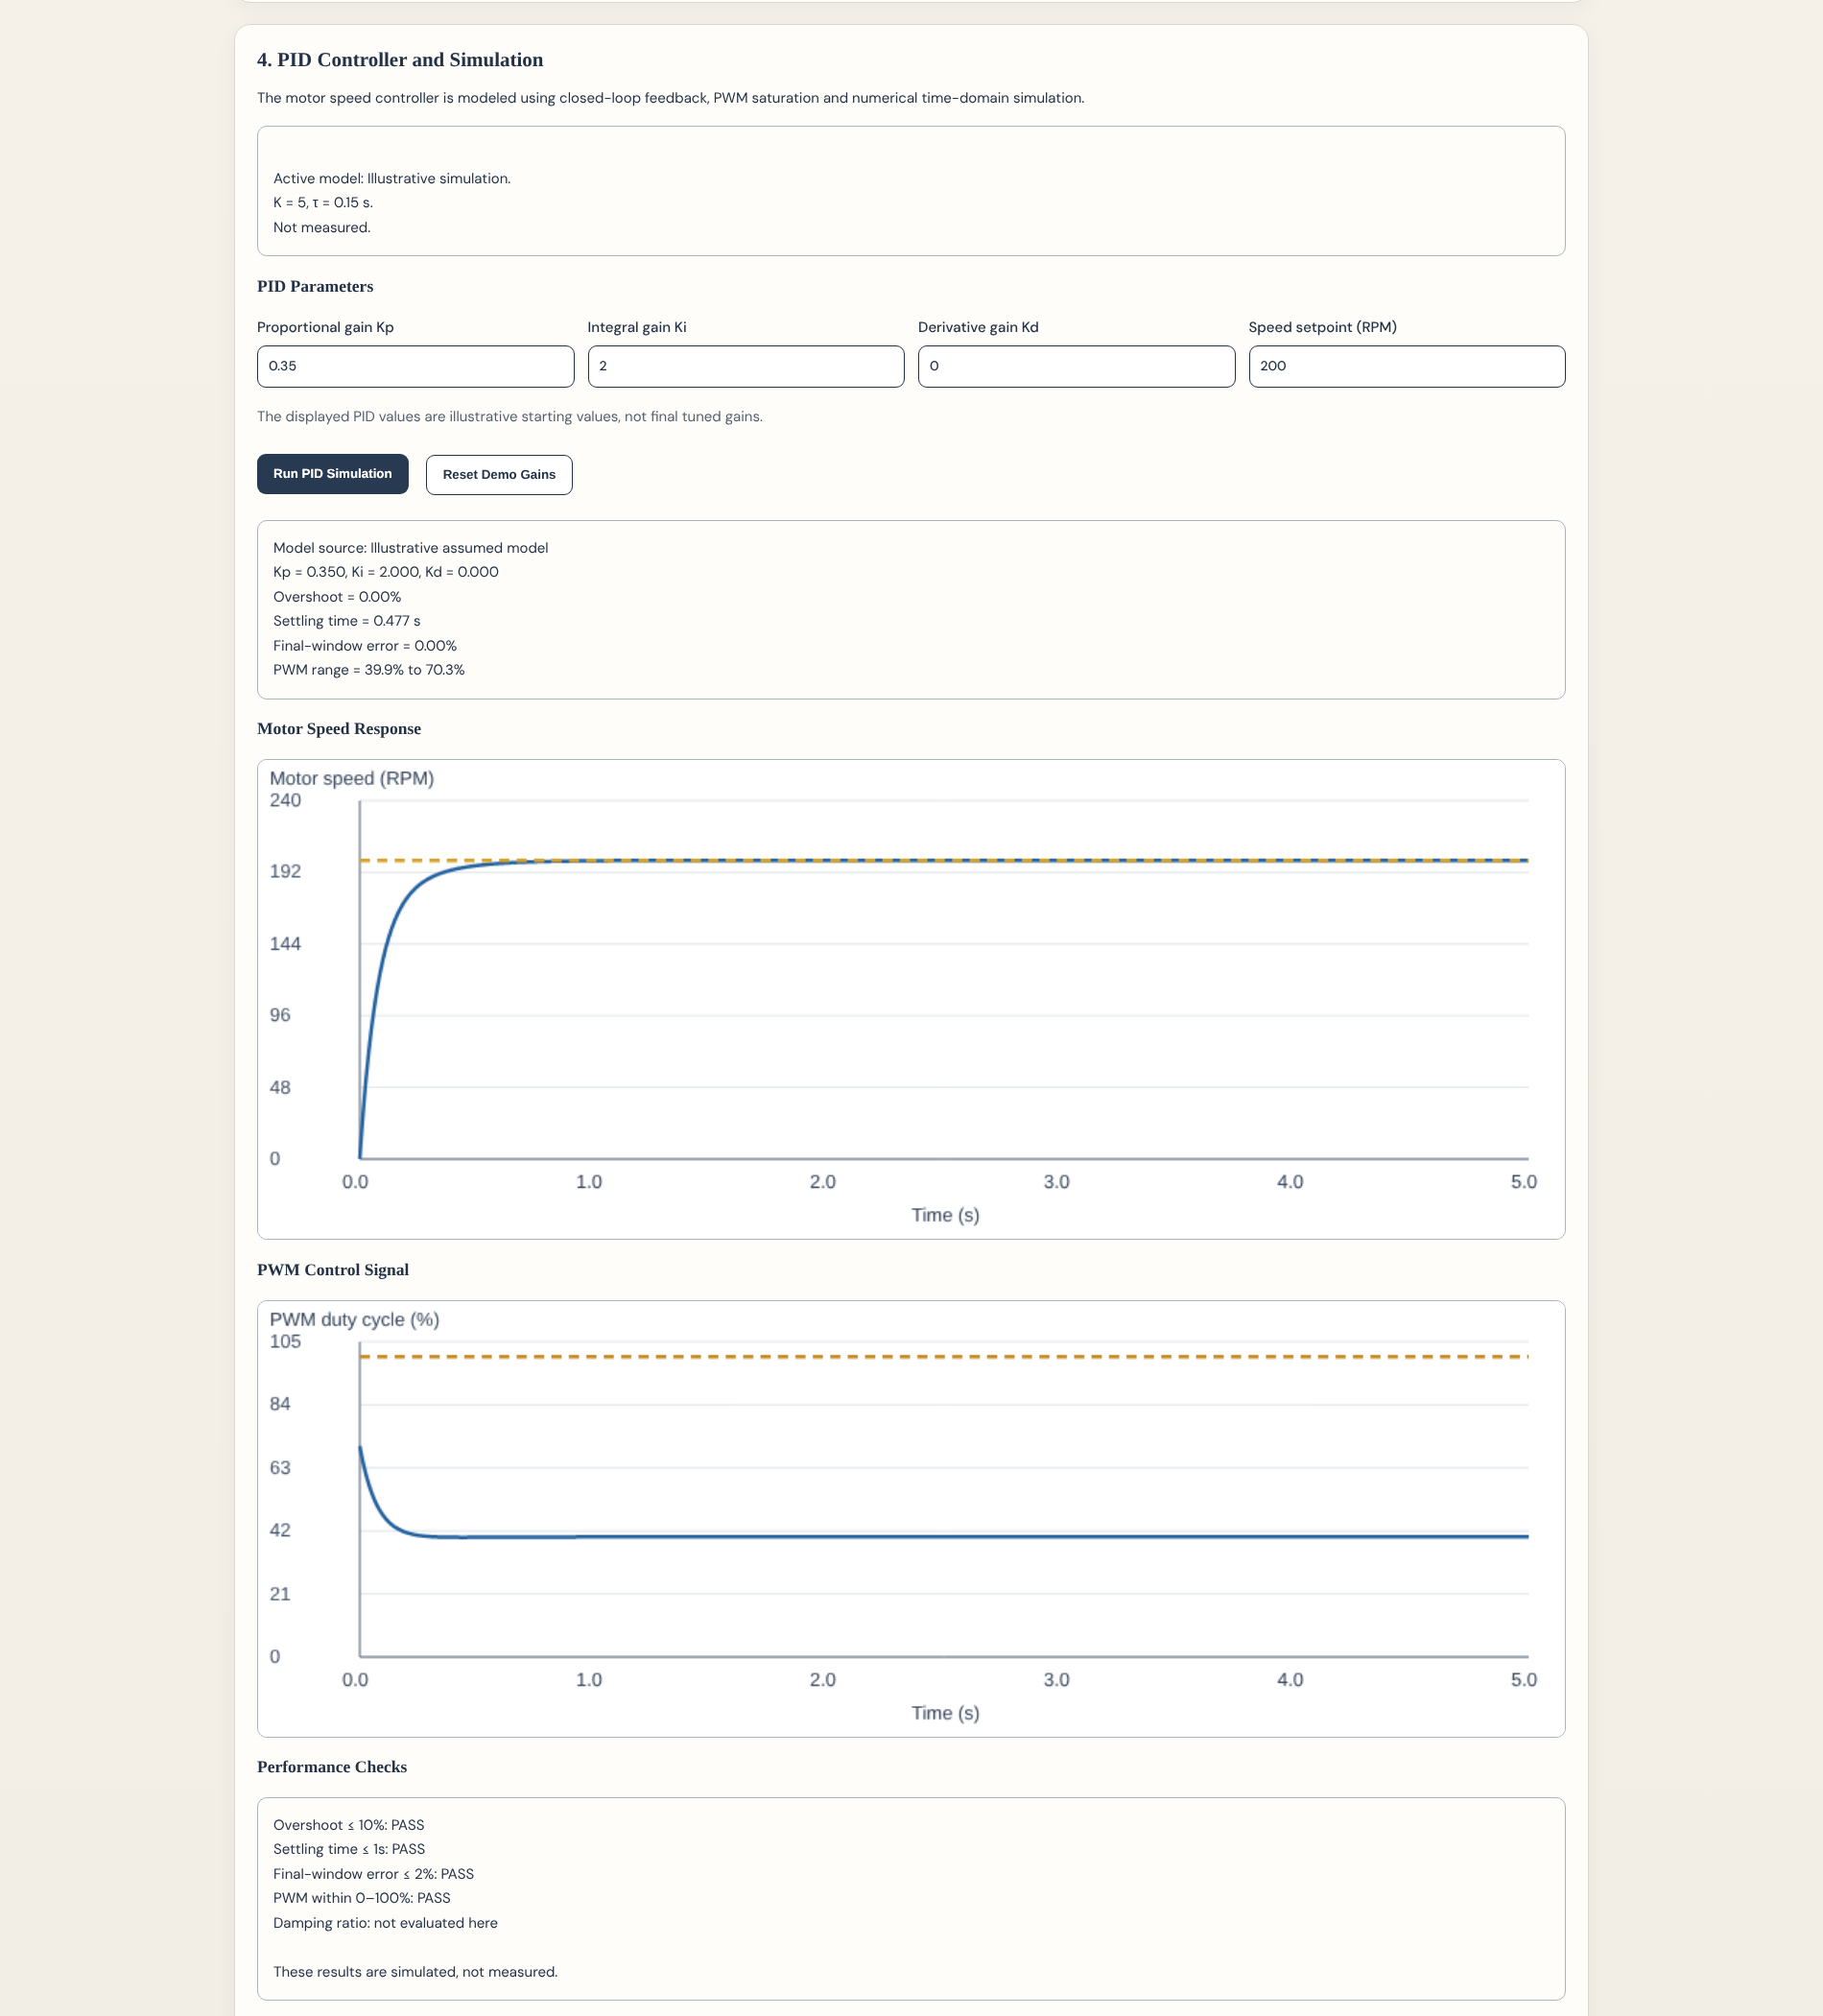 4. PID Controller and Simulation
The motor speed controller is modeled using closed-loop feedback, PWM saturation and numerical time-domain simulation.
Active model: Illustrative simulation.
K = 5, τ = 0.15 s.
Not measured.
PID Parameters
Proportional gain Kp
Integral gain Ki
Derivative gain Kd
Speed setpoint (RPM)
0.35
2
0
200
The displayed PID values are illustrative starting values, not final tuned gains.
Run PID Simulation
Reset Demo Gains
Model source: Illustrative assumed model
Kp = 0.350, Ki = 2.000, Kd = 0.000
Overshoot = 0.00%
Settling time = 0.477 s
Final-window error = 0.00%
PWM range = 39.9% to 70.3%
Motor Speed Response
Motor speed (RPM)
240
192
144
96
48
0
0.0 1.0 2.0 3.0 4.0 5.0
Time (s)
PWM Control Signal
PWM duty cycle (%)
105
84
63
42
21
0
0.0 1.0 2.0 3.0 4.0 5.0
Time (s)
Performance Checks
Overshoot ≤ 10%: PASS
Settling time ≤ 1s: PASS
Final-window error ≤ 2%: PASS
PWM within 0–100%: PASS
Damping ratio: not evaluated here
These results are simulated, not measured.